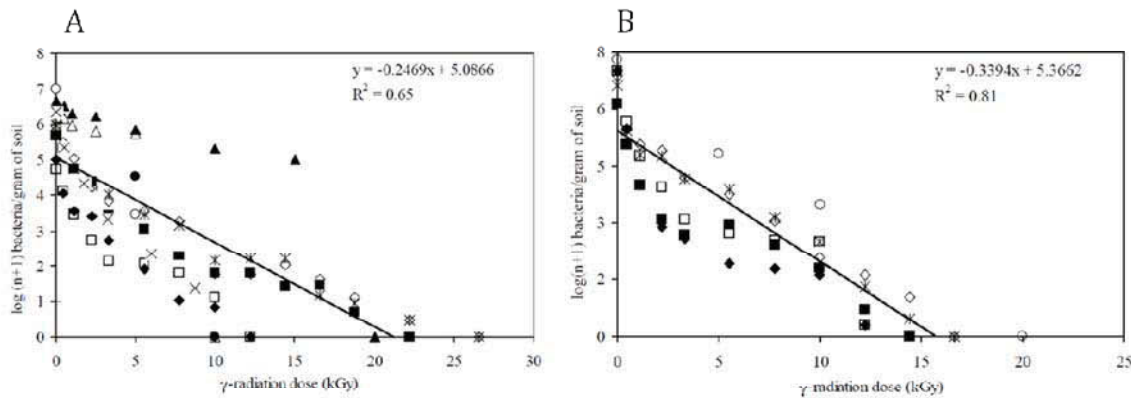 A
B
y = -0.2469x + 5.0866
R² = 0.65
log (n+1) bacteria/gram of soil
8
7
6
5
4
3
2
1
0
0 5 10 15 20 25 30
γ-radiation dose (kGy)
y = -0.3394x + 5.3662
R² = 0.81
log(n+1) bacteria/gram of soil
8
6
5
3
2
0
0 5 10 15 20 25
γ-radiation dose (kGy)